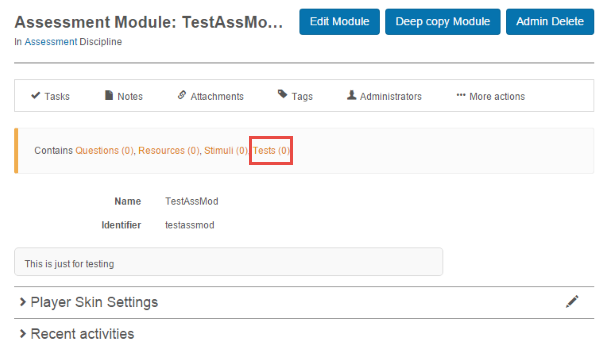 Assessment Module: TestAssMo...
Edit Module
Deep copy Module
Admin Delete
In Assessment Discipline
Tasks
Notes
Attachments
Tags
Administrators
More actions
Contains Questions (0), Resources (0), Stimuli (0), Tests (0)
Name TestAssMod
Identifier testassmod
This is just for testing
Player Skin Settings
Recent activities